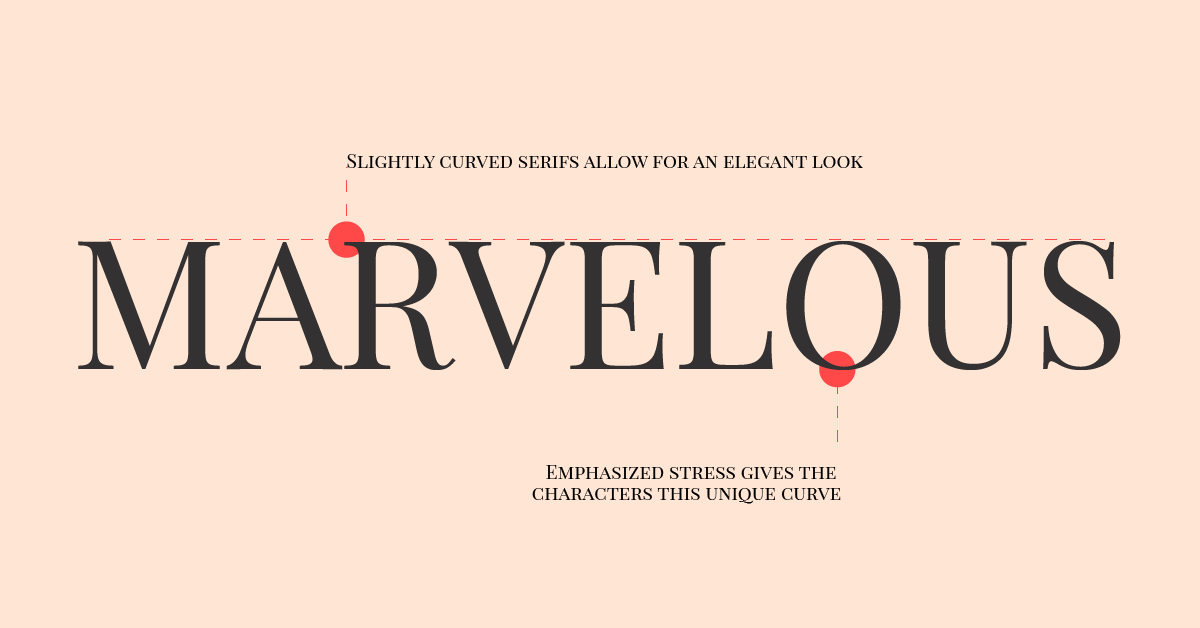 Slightly curved serifs allow for an elegant look
MARVELOUS
Emphasized stress gives the
characters this unique curve